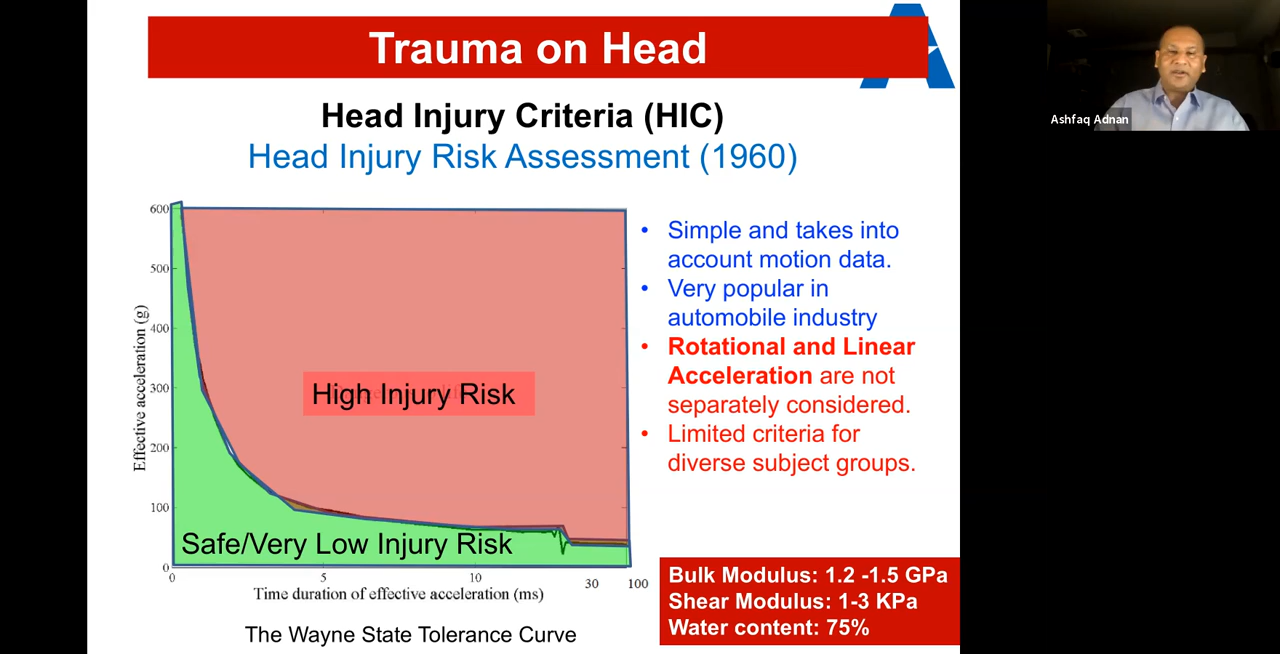 Trauma on Head
Head Injury Criteria (HIC)
Head Injury Risk Assessment (1960)
Effective acceleration (g)
600
500
400
300
200
100
0
High Injury Risk
Safe/Very Low Injury Risk
0
5
10
30
100
Time duration of effective acceleration (ms)
The Wayne State Tolerance Curve
• Simple and takes into
account motion data.
• Very popular in
automobile industry
• Rotational and Linear
Acceleration are not
separately considered.
• Limited criteria for
diverse subject groups.
Bulk Modulus: 1.2 -1.5 GPa
Shear Modulus: 1-3 KPa
Water content: 75%
Ashfaq Adnan